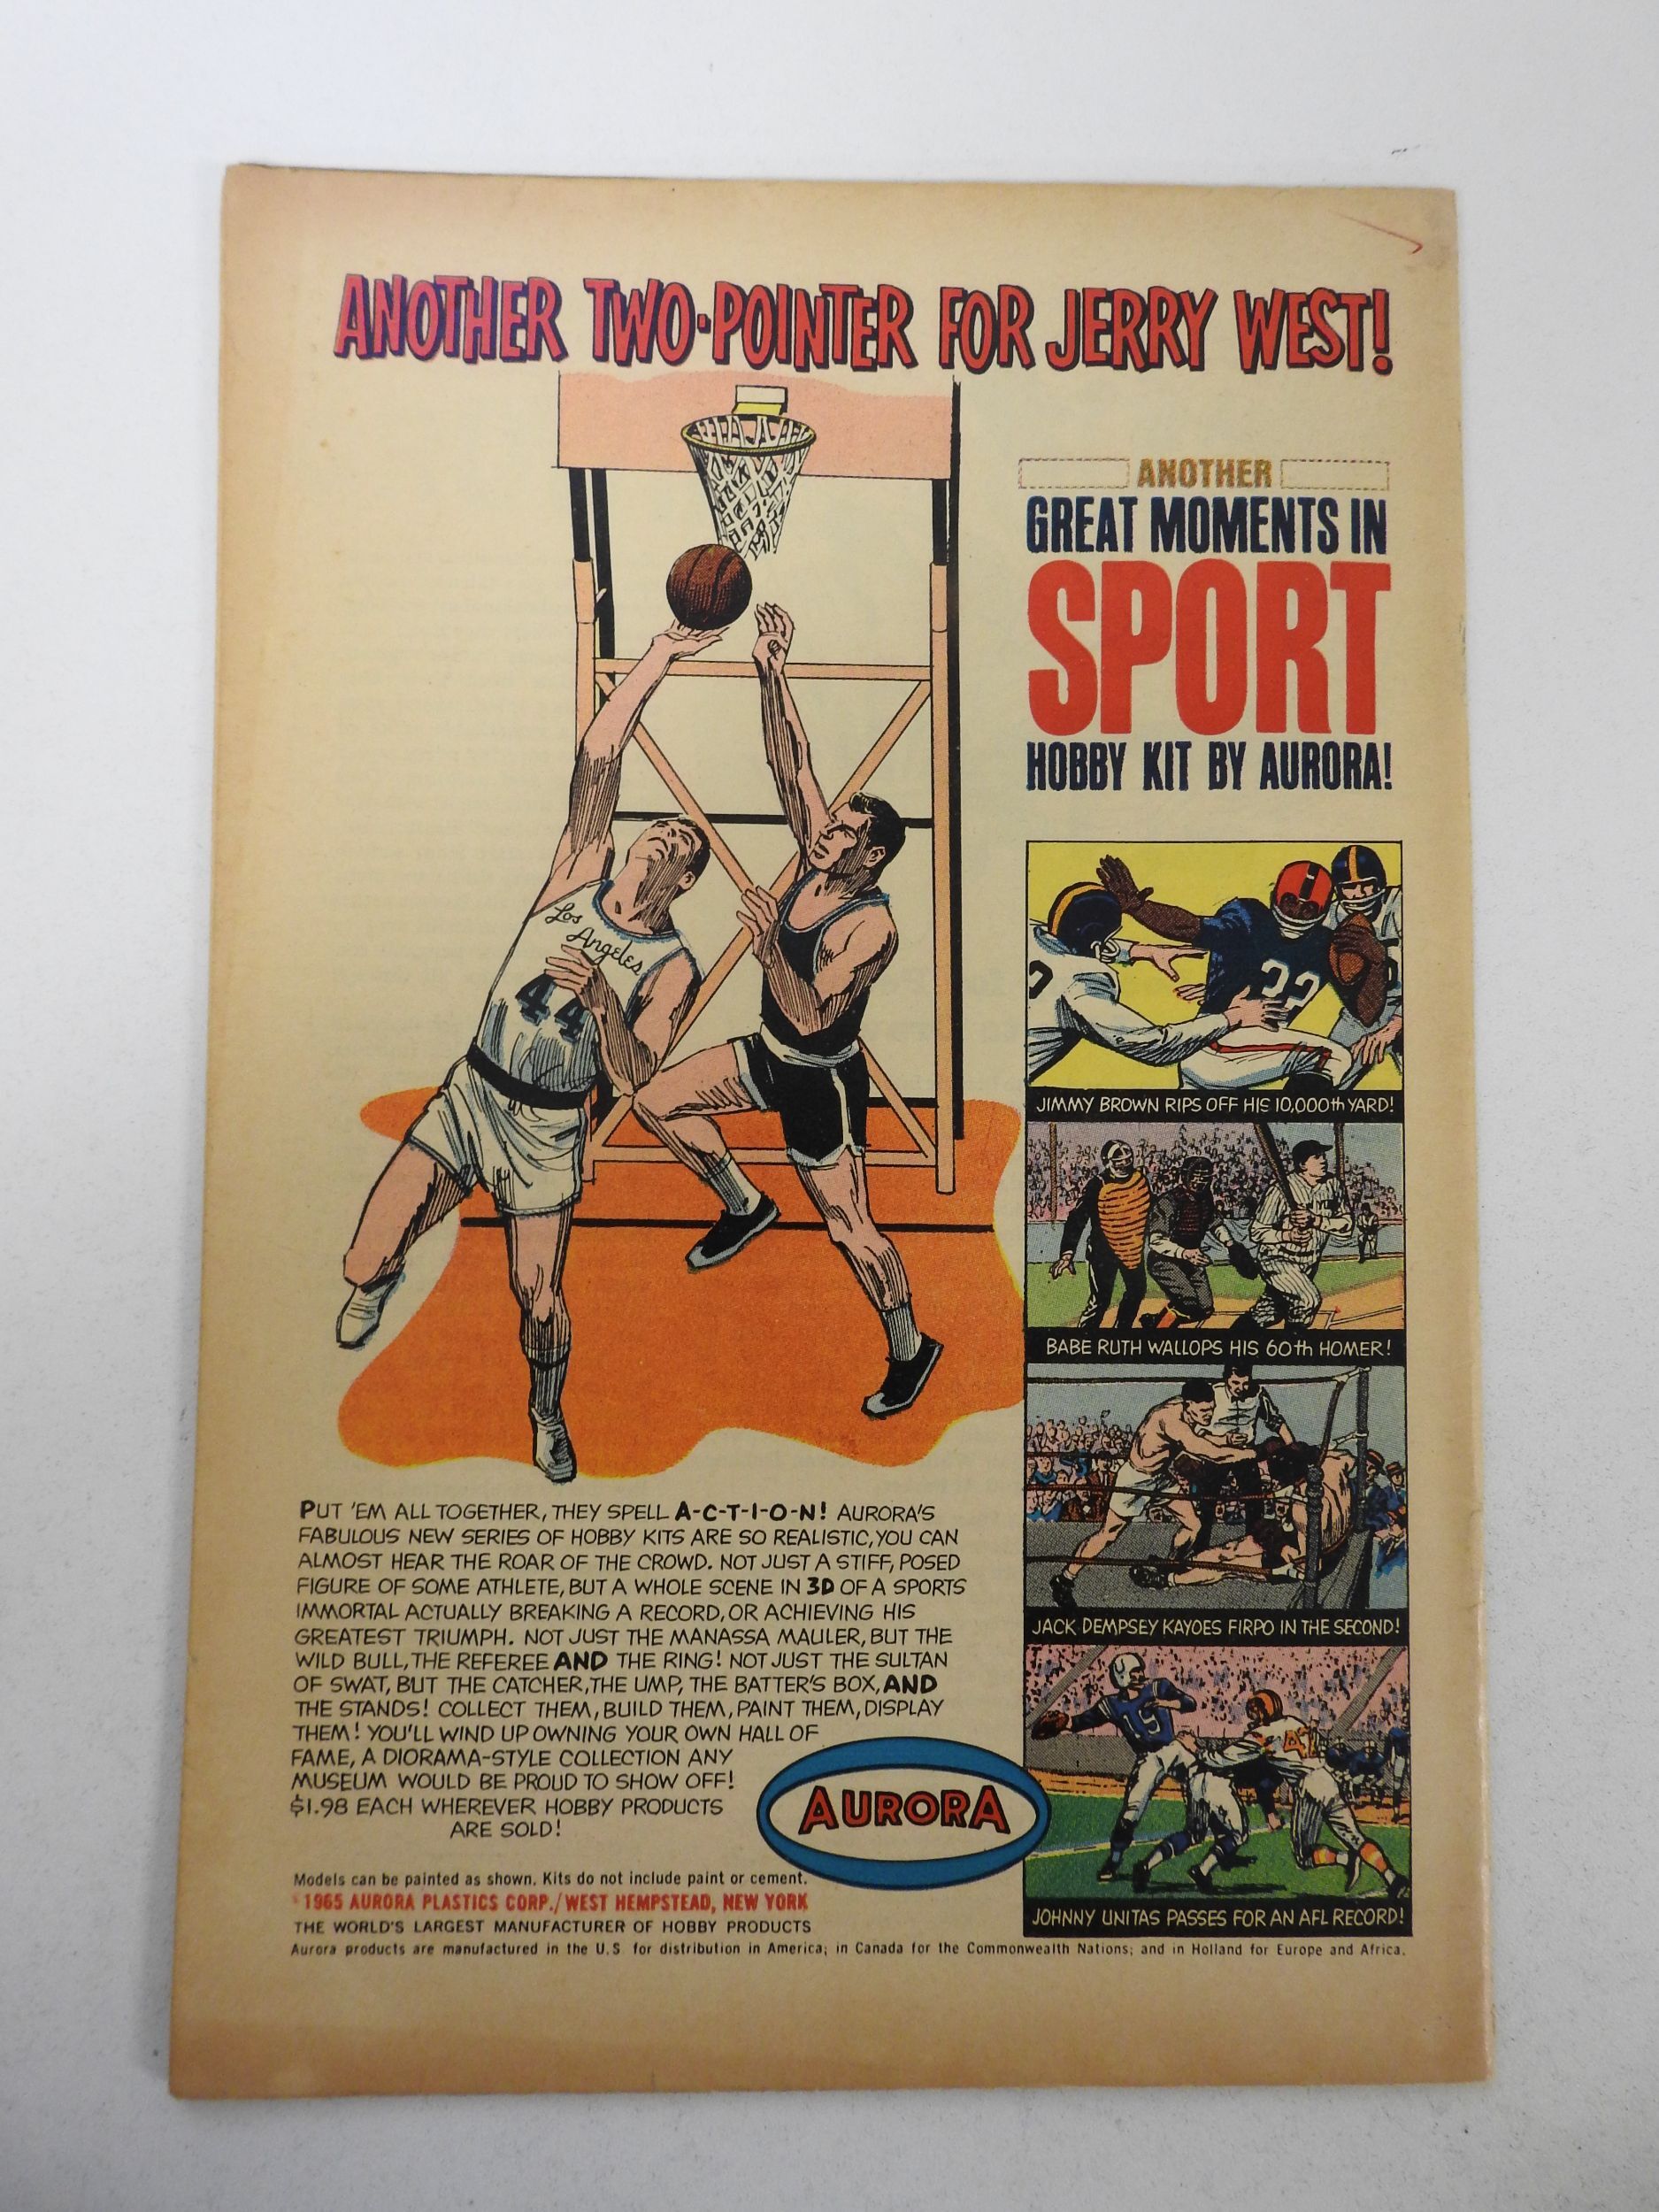 ANOTHER TWO-POINTER FOR JERRY WEST!
ANOTHER
GREAT MOMENTS IN
SPORT
HOBBY KIT BY AURORA!
Los
Angeles
44
32
JIMMY BROWN RIPS OFF HIS 10,000th YARD!
BABE RUTH WALLOPS HIS 60th HOMER!
JACK DEMPSEY KAYOES FIRPO IN THE SECOND!
19
JOHNNY UNITAS PASSES FOR AN AFL RECORD!
PUT 'EM ALL TOGETHER, THEY SPELL A-C-T-I-O-N! AURORA'S
FABULOUS NEW SERIES OF HOBBY KITS ARE SO REALISTIC, YOU CAN
ALMOST HEAR THE ROAR OF THE CROWD. NOT JUST A STIFF, POSED
FIGURE OF SOME ATHLETE, BUT A WHOLE SCENE IN 3D OF A SPORTS
IMMORTAL ACTUALLY BREAKING A RECORD, OR ACHIEVING HIS
GREATEST TRIUMPH. NOT JUST THE MANASSA MAULER, BUT THE
WILD BULL, THE REFEREE AND THE RING! NOT JUST THE SULTAN
OF SWAT, BUT THE CATCHER, THE UMP, THE BATTER'S BOX, AND
THE STANDS! COLLECT THEM, BUILD THEM, PAINT THEM, DISPLAY
THEM! YOU'LL WIND UP OWNING YOUR OWN HALL OF
FAME, A DIORAMA-STYLE COLLECTION ANY
MUSEUM WOULD BE PROUD TO SHOW OFF!
$1.98 EACH WHEREVER HOBBY PRODUCTS
ARE SOLD!
AURORA
Models can be painted as shown. Kits do not include paint or cement.
1965 AURORA PLASTICS CORP./WEST HEMPSTEAD, NEW YORK
THE WORLD'S LARGEST MANUFACTURER OF HOBBY PRODUCTS
Aurora products are manufactured in the U.S. for distribution in America; in Canada for the Commonwealth Nations; and in Holland for Europe and Africa.